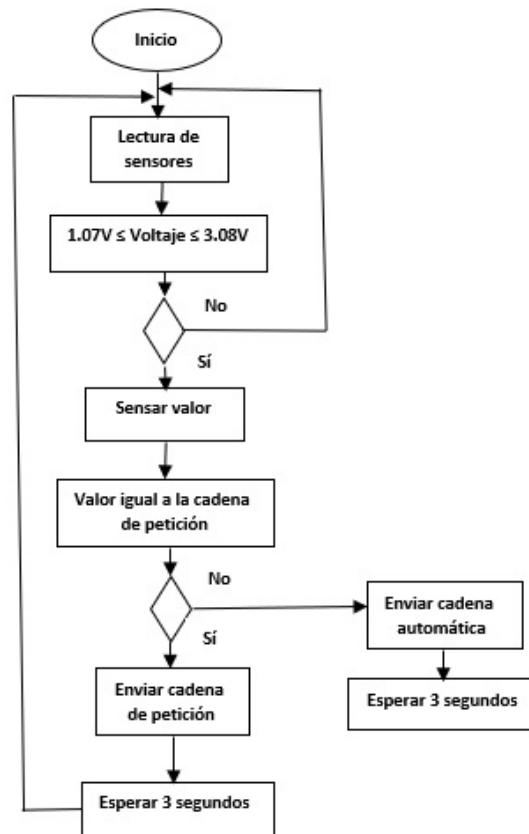 Inicio
Lectura de
sensores
1.07V ≤ Voltaje ≤ 3.08V
No
Sí
Sensar valor
Valor igual a la cadena
de petición
No
Sí
Enviar cadena
automática
Enviar cadena
de petición
Esperar 3 segundos
Esperar 3 segundos